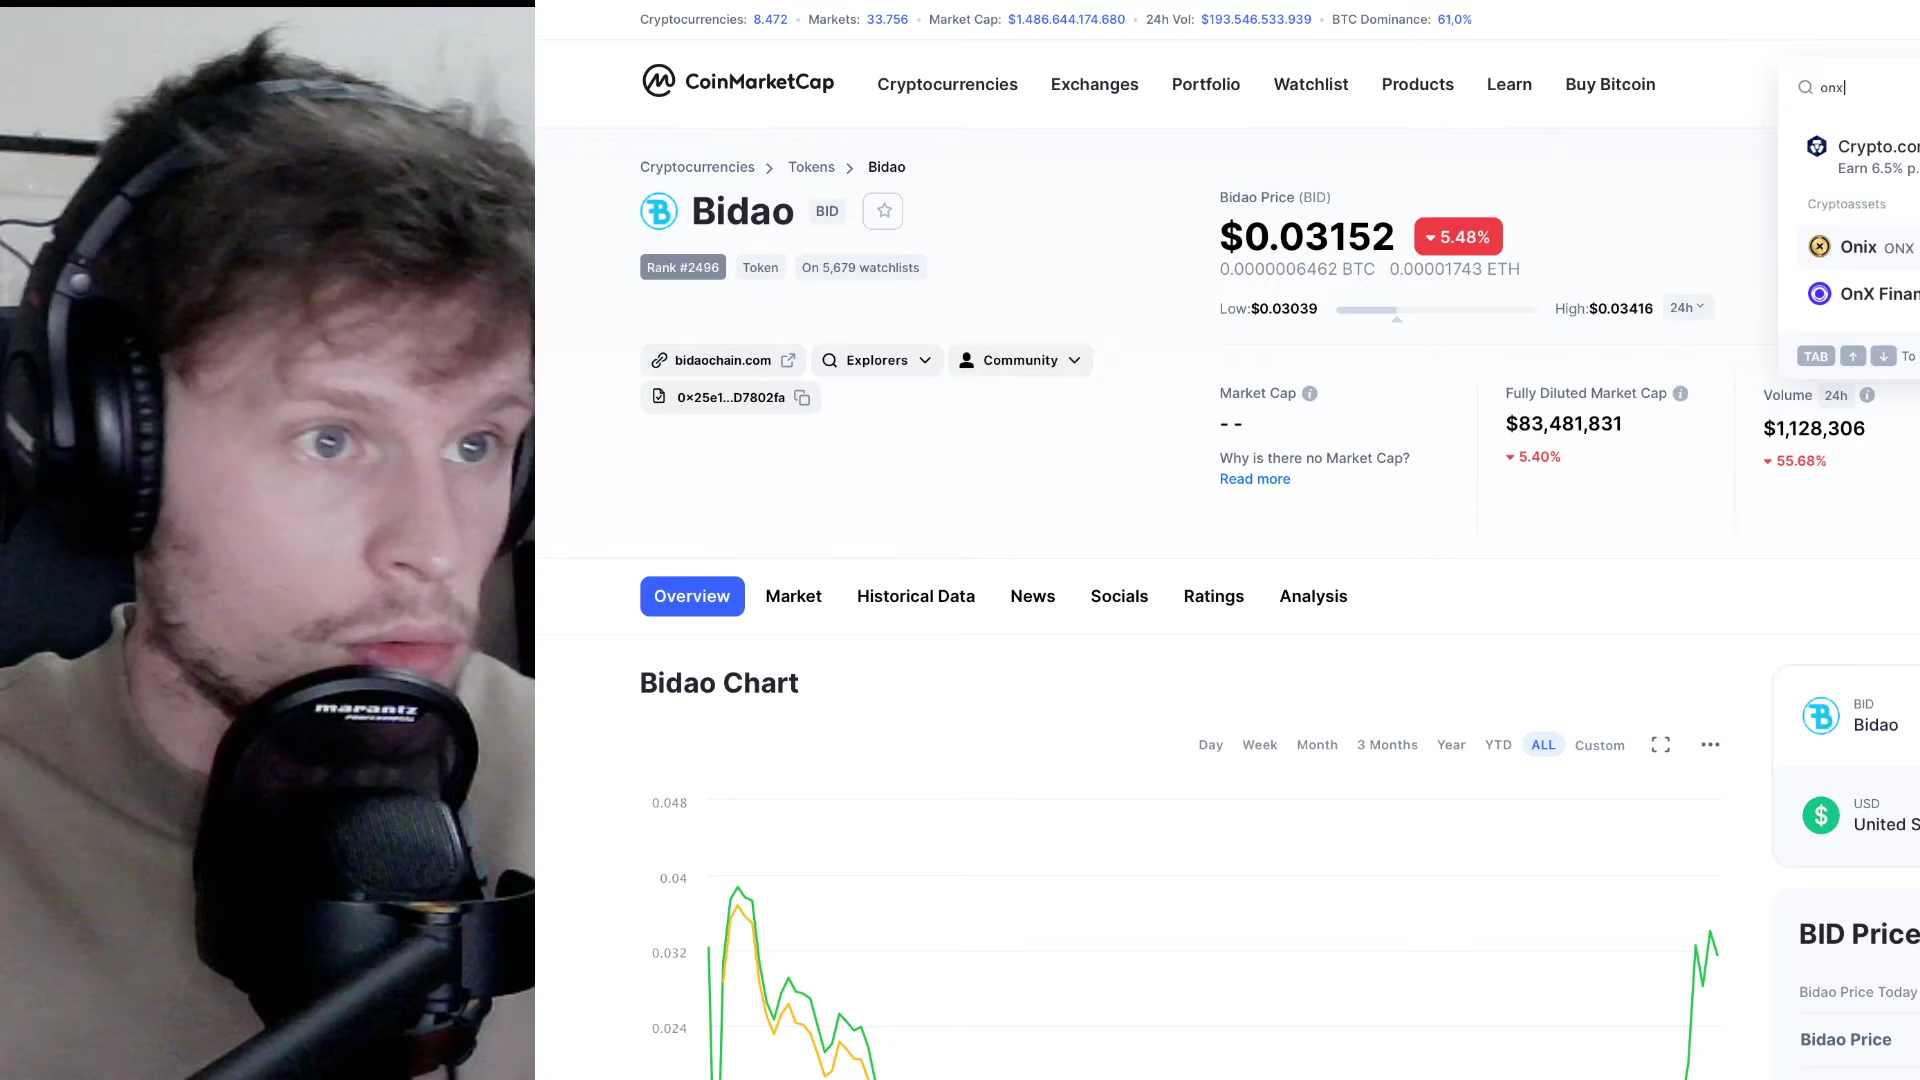 Cryptocurrencies: 8.472 • Markets: 33.756 • Market Cap: $1.486.644.174.680 • 24h Vol: $193.546.533.939 • BTC Dominance: 61,0%
CoinMarketCap Cryptocurrencies Exchanges Portfolio Watchlist Products Learn Buy Bitcoin
onx
Crypto.co
Earn 6.5% p.
Cryptoassets
Onix ONX
OnX Finan
TAB ↑ ↓ To
Cryptocurrencies > Tokens > Bidao
Bidao BID
Rank #2496 Token On 5,679 watchlists
bidaochain.com Explorers Community
0x25e1...D7802fa
Bidao Price (BID)
$0.03152 5.48%
0.0000006462 BTC 0.00001743 ETH
Low:$0.03039 High:$0.03416 24h
Market Cap
- -
Why is there no Market Cap?
Read more
Fully Diluted Market Cap
$83,481,831
5.40%
Volume 24h
$1,128,306
55.68%
Overview Market Historical Data News Socials Ratings Analysis
Bidao Chart
Day Week Month 3 Months Year YTD ALL Custom
0.048
0.04
0.032
0.024
BID
Bidao
USD
United S
BID Price
Bidao Price Today
Bidao Price
marantz